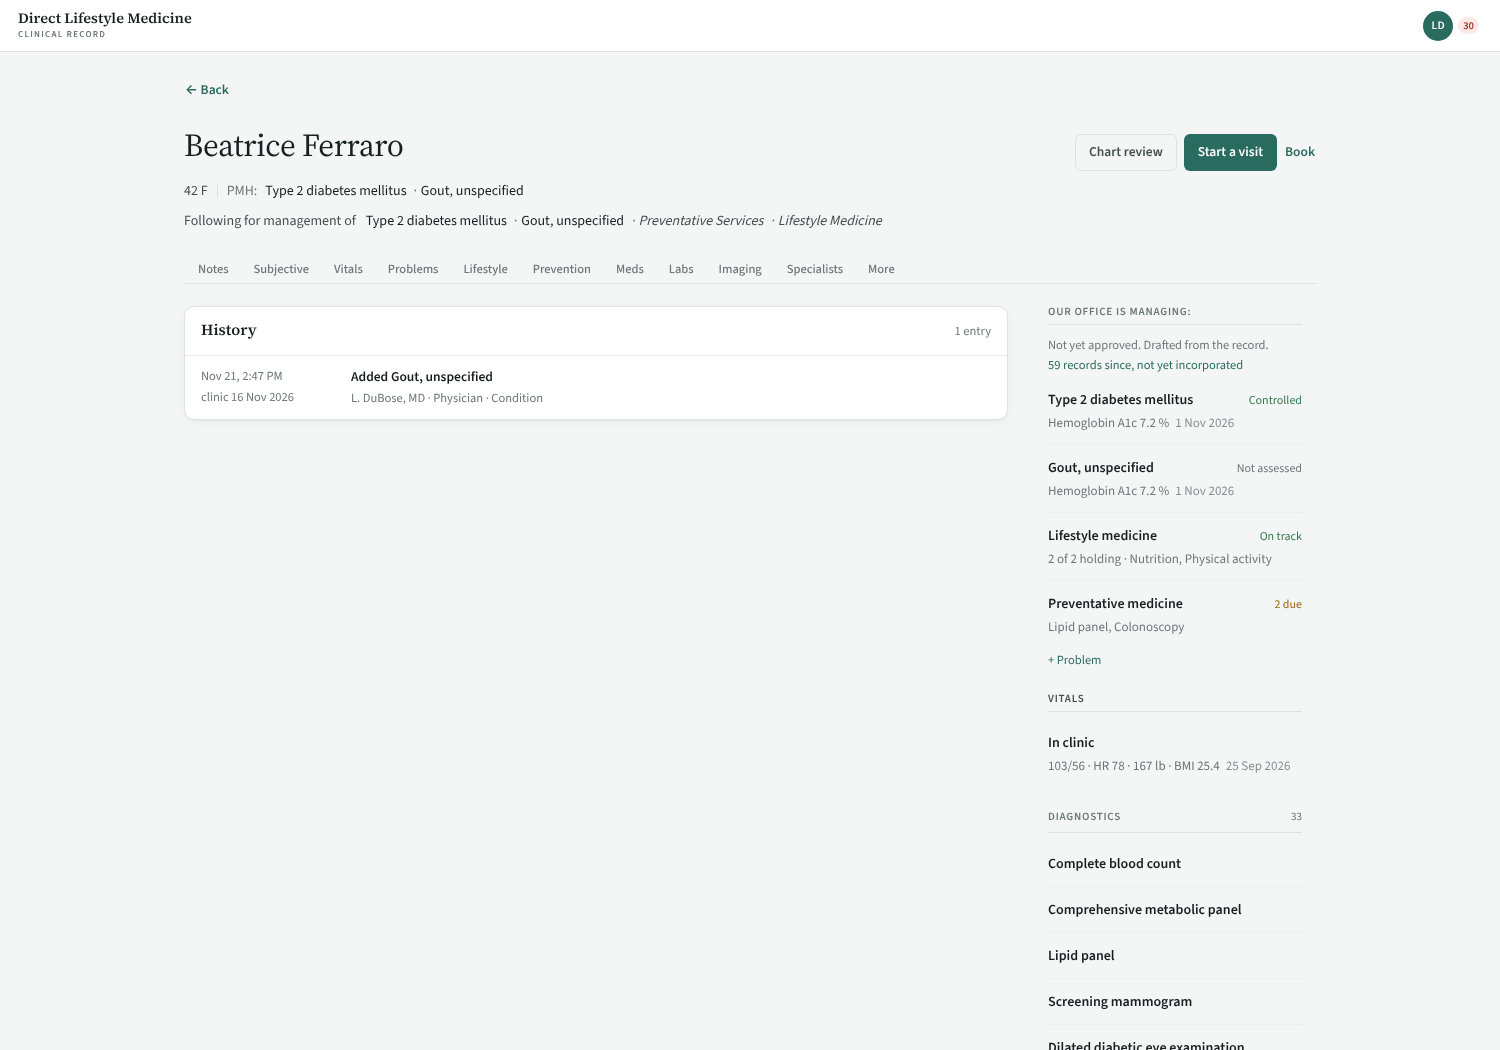 Direct Lifestyle Medicine
CLINICAL RECORD
LD
30
← Back
Beatrice Ferraro
Chart review
Start a visit
Book
42 F | PMH: Type 2 diabetes mellitus · Gout, unspecified
Following for management of Type 2 diabetes mellitus · Gout, unspecified · Preventative Services · Lifestyle Medicine
Notes Subjective Vitals Problems Lifestyle Prevention Meds Labs Imaging Specialists More
History
1 entry
Nov 21, 2:47 PM
clinic 16 Nov 2026
Added Gout, unspecified
L. DuBose, MD · Physician · Condition
OUR OFFICE IS MANAGING:
Not yet approved. Drafted from the record.
59 records since, not yet incorporated
Type 2 diabetes mellitus Controlled
Hemoglobin A1c 7.2 % 1 Nov 2026
Gout, unspecified Not assessed
Hemoglobin A1c 7.2 % 1 Nov 2026
Lifestyle medicine On track
2 of 2 holding · Nutrition, Physical activity
Preventative medicine 2 due
Lipid panel, Colonoscopy
+ Problem
VITALS
In clinic
103/56 · HR 78 · 167 lb · BMI 25.4 25 Sep 2026
DIAGNOSTICS 33
Complete blood count
Comprehensive metabolic panel
Lipid panel
Screening mammogram
Dilated diabetic eye examination